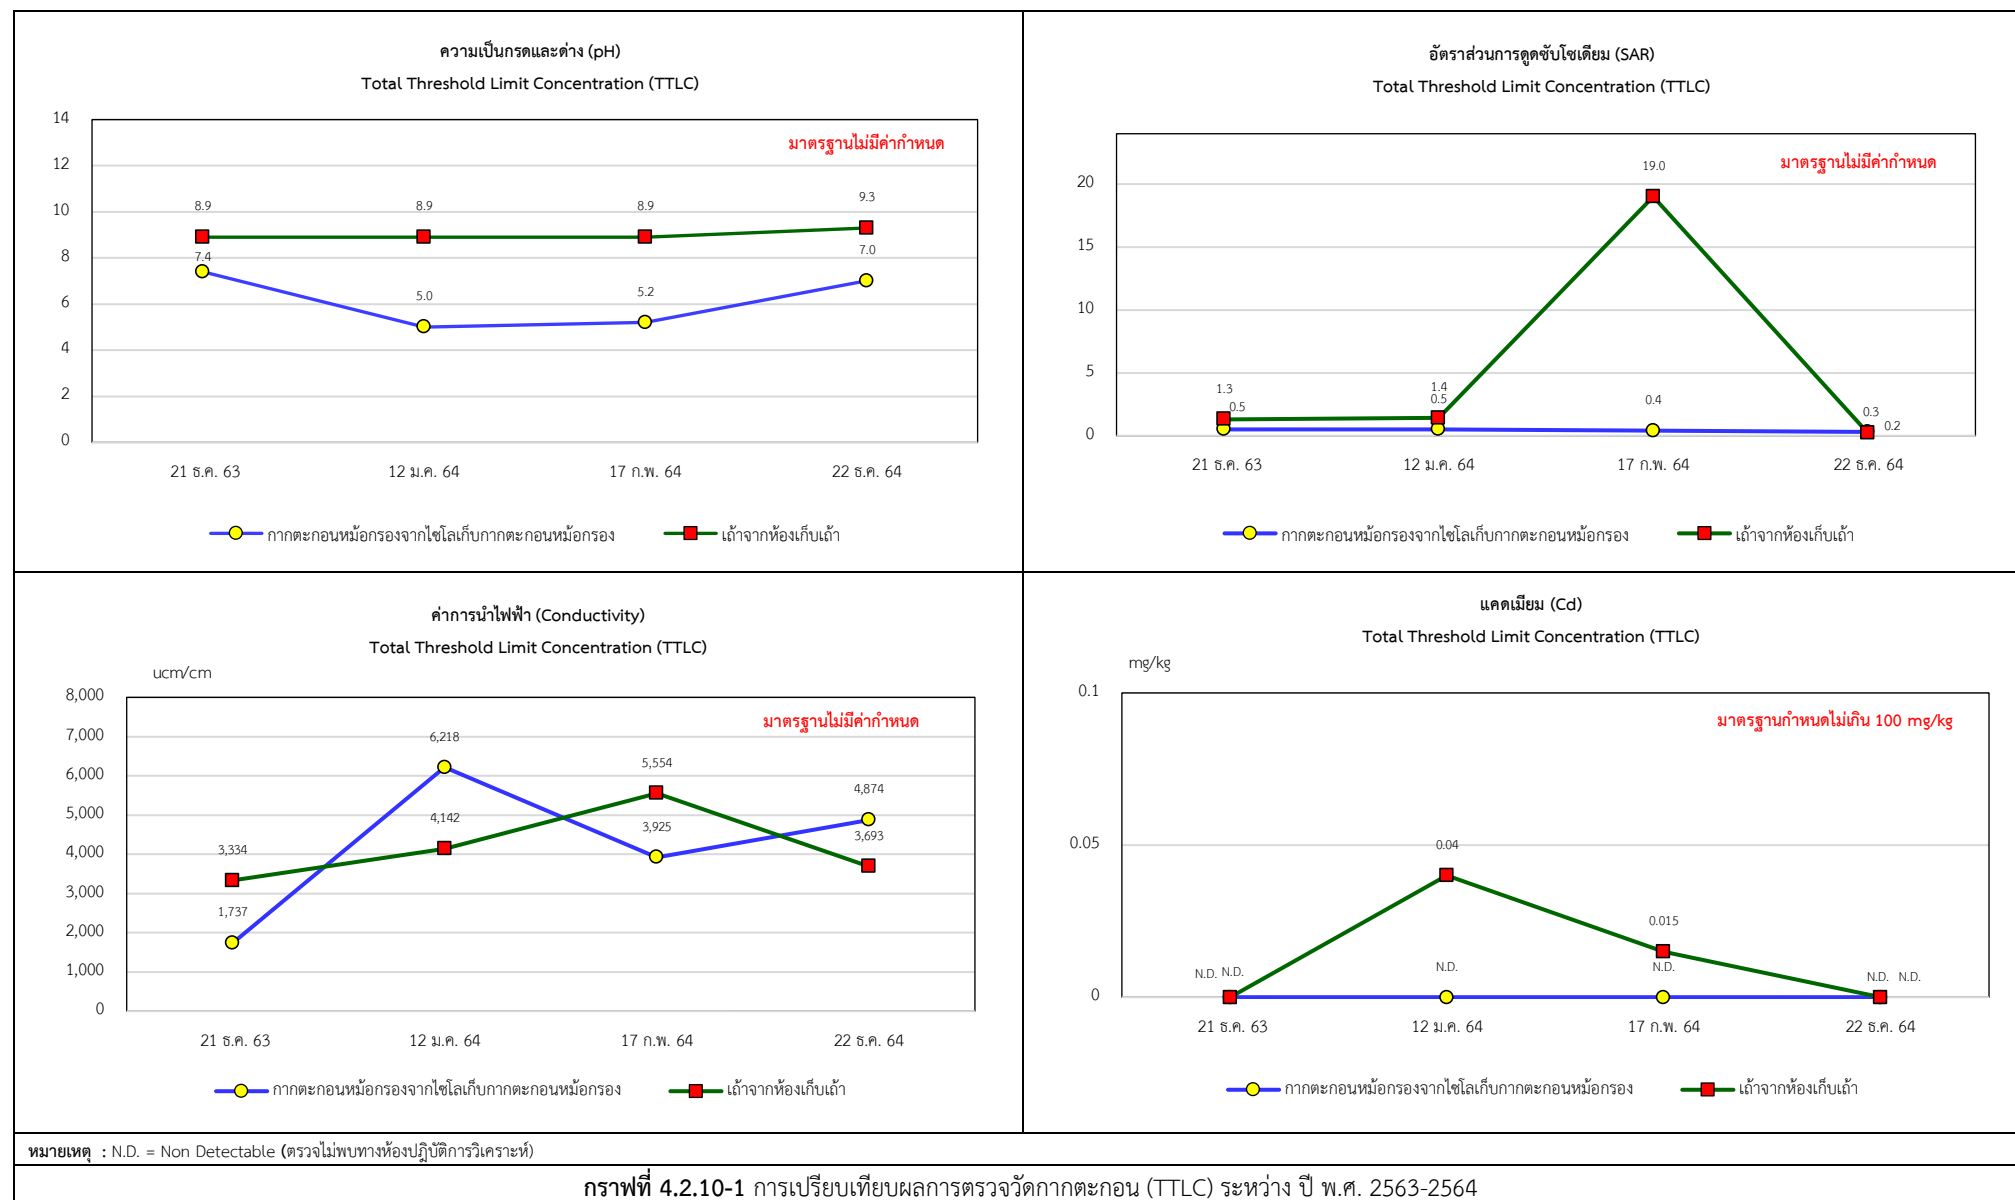 ความเป็นกรดและด่าง (pH)
Total Threshold Limit Concentration (TTLC)
มาตรฐานไม่มีค่ากำหนด
14
12
10
8
6
4
2
0
8.9
8.9
8.9
9.3
7.4
5.0
5.2
7.0
21 ธ.ค. 63
12 ม.ค. 64
17 ก.พ. 64
22 ธ.ค. 64
กากตะกอนหม้อกรองจากไซโลเก็บกากตะกอนหม้อกรอง
เถ้าจากห้องเก็บเถ้า
อัตราส่วนการดูดซับโซเดียม (SAR)
Total Threshold Limit Concentration (TTLC)
มาตรฐานไม่มีค่ากำหนด
20
15
10
5
0
1.3
1.4
19.0
0.3
0.5
0.5
0.4
0.2
21 ธ.ค. 63
12 ม.ค. 64
17 ก.พ. 64
22 ธ.ค. 64
กากตะกอนหม้อกรองจากไซโลเก็บกากตะกอนหม้อกรอง
เถ้าจากห้องเก็บเถ้า
ค่าการนำไฟฟ้า (Conductivity)
Total Threshold Limit Concentration (TTLC)
ucm/cm
มาตรฐานไม่มีค่ากำหนด
8,000
7,000
6,000
5,000
4,000
3,000
2,000
1,000
0
3,334
4,142
5,554
3,693
1,737
6,218
3,925
4,874
21 ธ.ค. 63
12 ม.ค. 64
17 ก.พ. 64
22 ธ.ค. 64
กากตะกอนหม้อกรองจากไซโลเก็บกากตะกอนหม้อกรอง
เถ้าจากห้องเก็บเถ้า
แคดเมียม (Cd)
Total Threshold Limit Concentration (TTLC)
mg/kg
มาตรฐานกำหนดไม่เกิน 100 mg/kg
0.1
0.05
0
N.D. N.D.
0.04
N.D.
0.015
N.D.
N.D. N.D.
21 ธ.ค. 63
12 ม.ค. 64
17 ก.พ. 64
22 ธ.ค. 64
กากตะกอนหม้อกรองจากไซโลเก็บกากตะกอนหม้อกรอง
เถ้าจากห้องเก็บเถ้า
หมายเหตุ : N.D. = Non Detectable (ตรวจไม่พบทางห้องปฎิบัติการวิเคราะห์)
กราฟที่ 4.2.10-1 การเปรียบเทียบผลการตรวจวัดกากตะกอน (TTLC) ระหว่าง ปี พ.ศ. 2563-2564